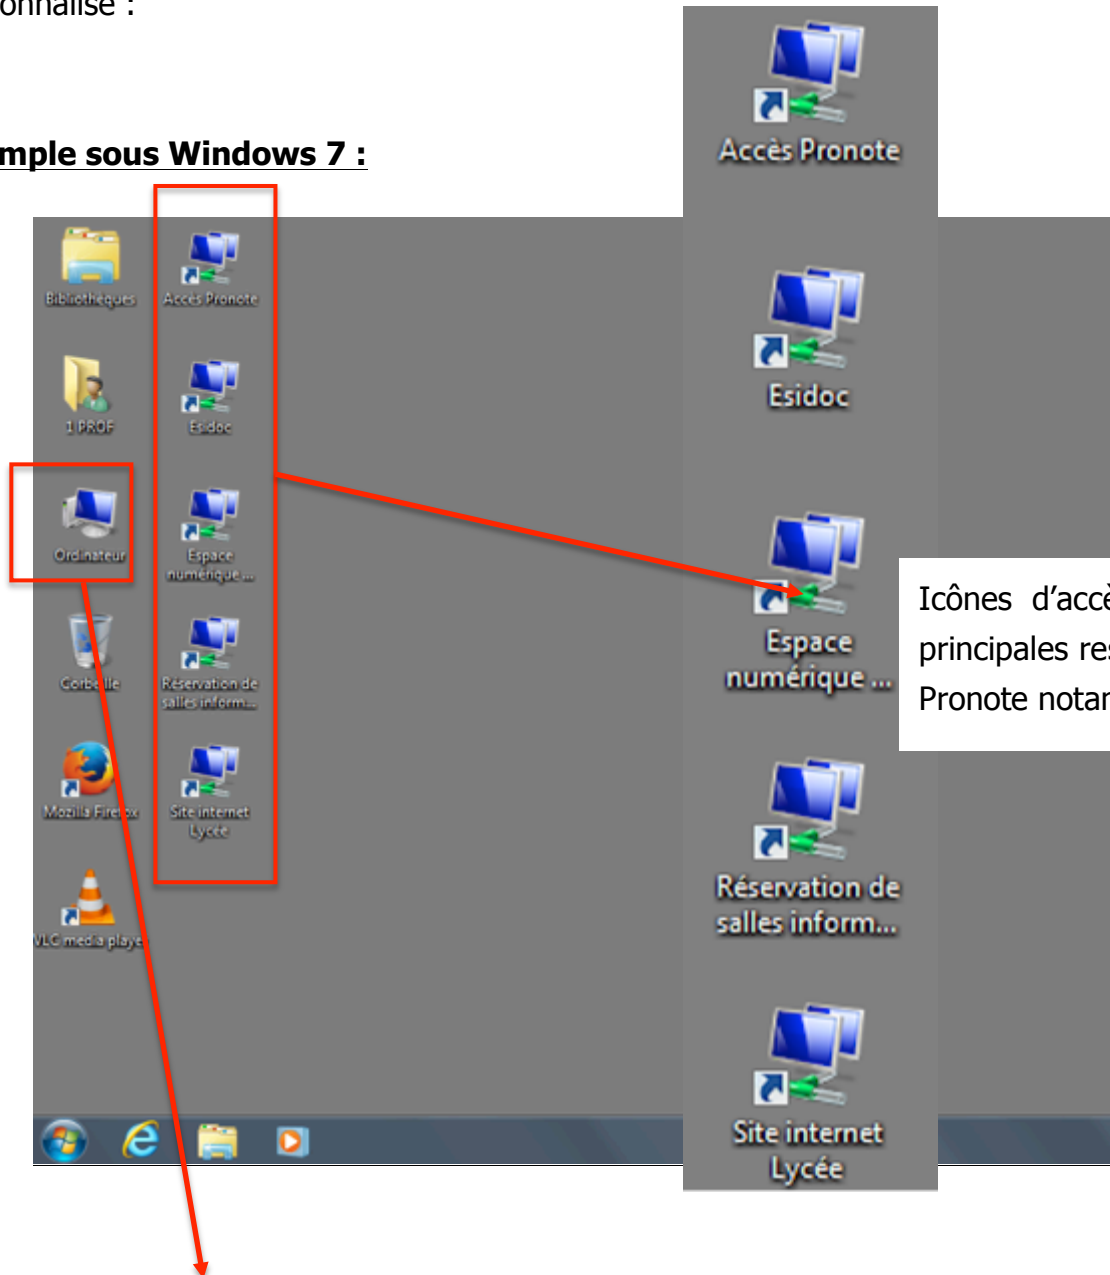 onnalisé :
mple sous Windows 7 :
Bibliothèques
Accès Pronote
1 PROF
Esidoc
Ordinateur
Espace
numérique ...
Corbeille
Réservation de
salles inform...
Mozilla Firefox
Site internet
Lycée
VLC media player
Accès Pronote
Esidoc
Espace
numérique ...
Réservation de
salles inform...
Site internet
Lycée
Icônes d’accè
principales res
Pronote notar